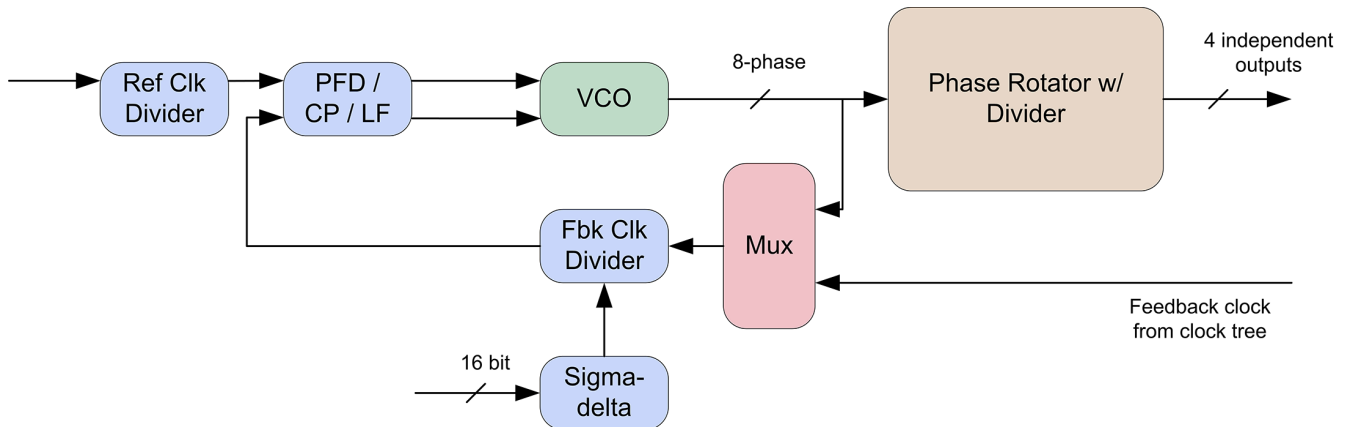 Ref Clk
Divider
PFD /
CP / LF
VCO
8-phase
Phase Rotator w/
Divider
4 independent
outputs
Fbk Clk
Divider
Mux
Feedback clock
from clock tree
16 bit
Sigma-
delta